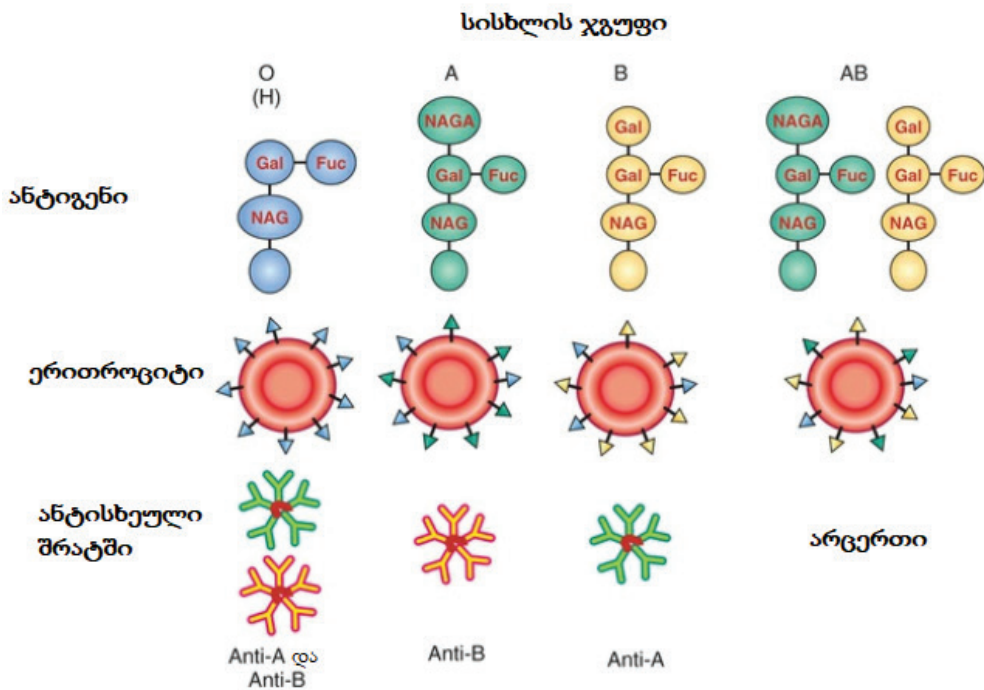 სისხლის ჯგუფი
O A B AB
(H)
NAGA NAGA
Gal Gal
Gal Fuc Gal Fuc Gal Fuc Gal Fuc Gal Fuc
ანტიგენი
NAG NAG NAG NAG NAG
ერითროციტი
ანტისხეული
შრატში
არცერთი
Anti-A და
Anti-B
Anti-B
Anti-A